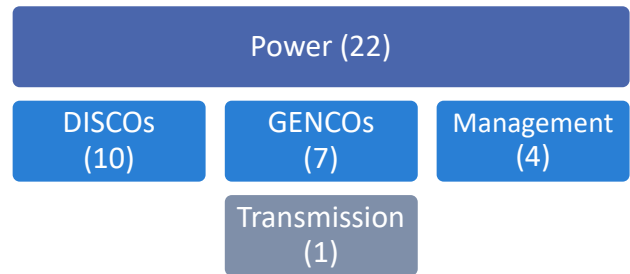 Power (22)
DISCOs
(10)
GENCOs
(7)
Management
(4)
Transmission
(1)